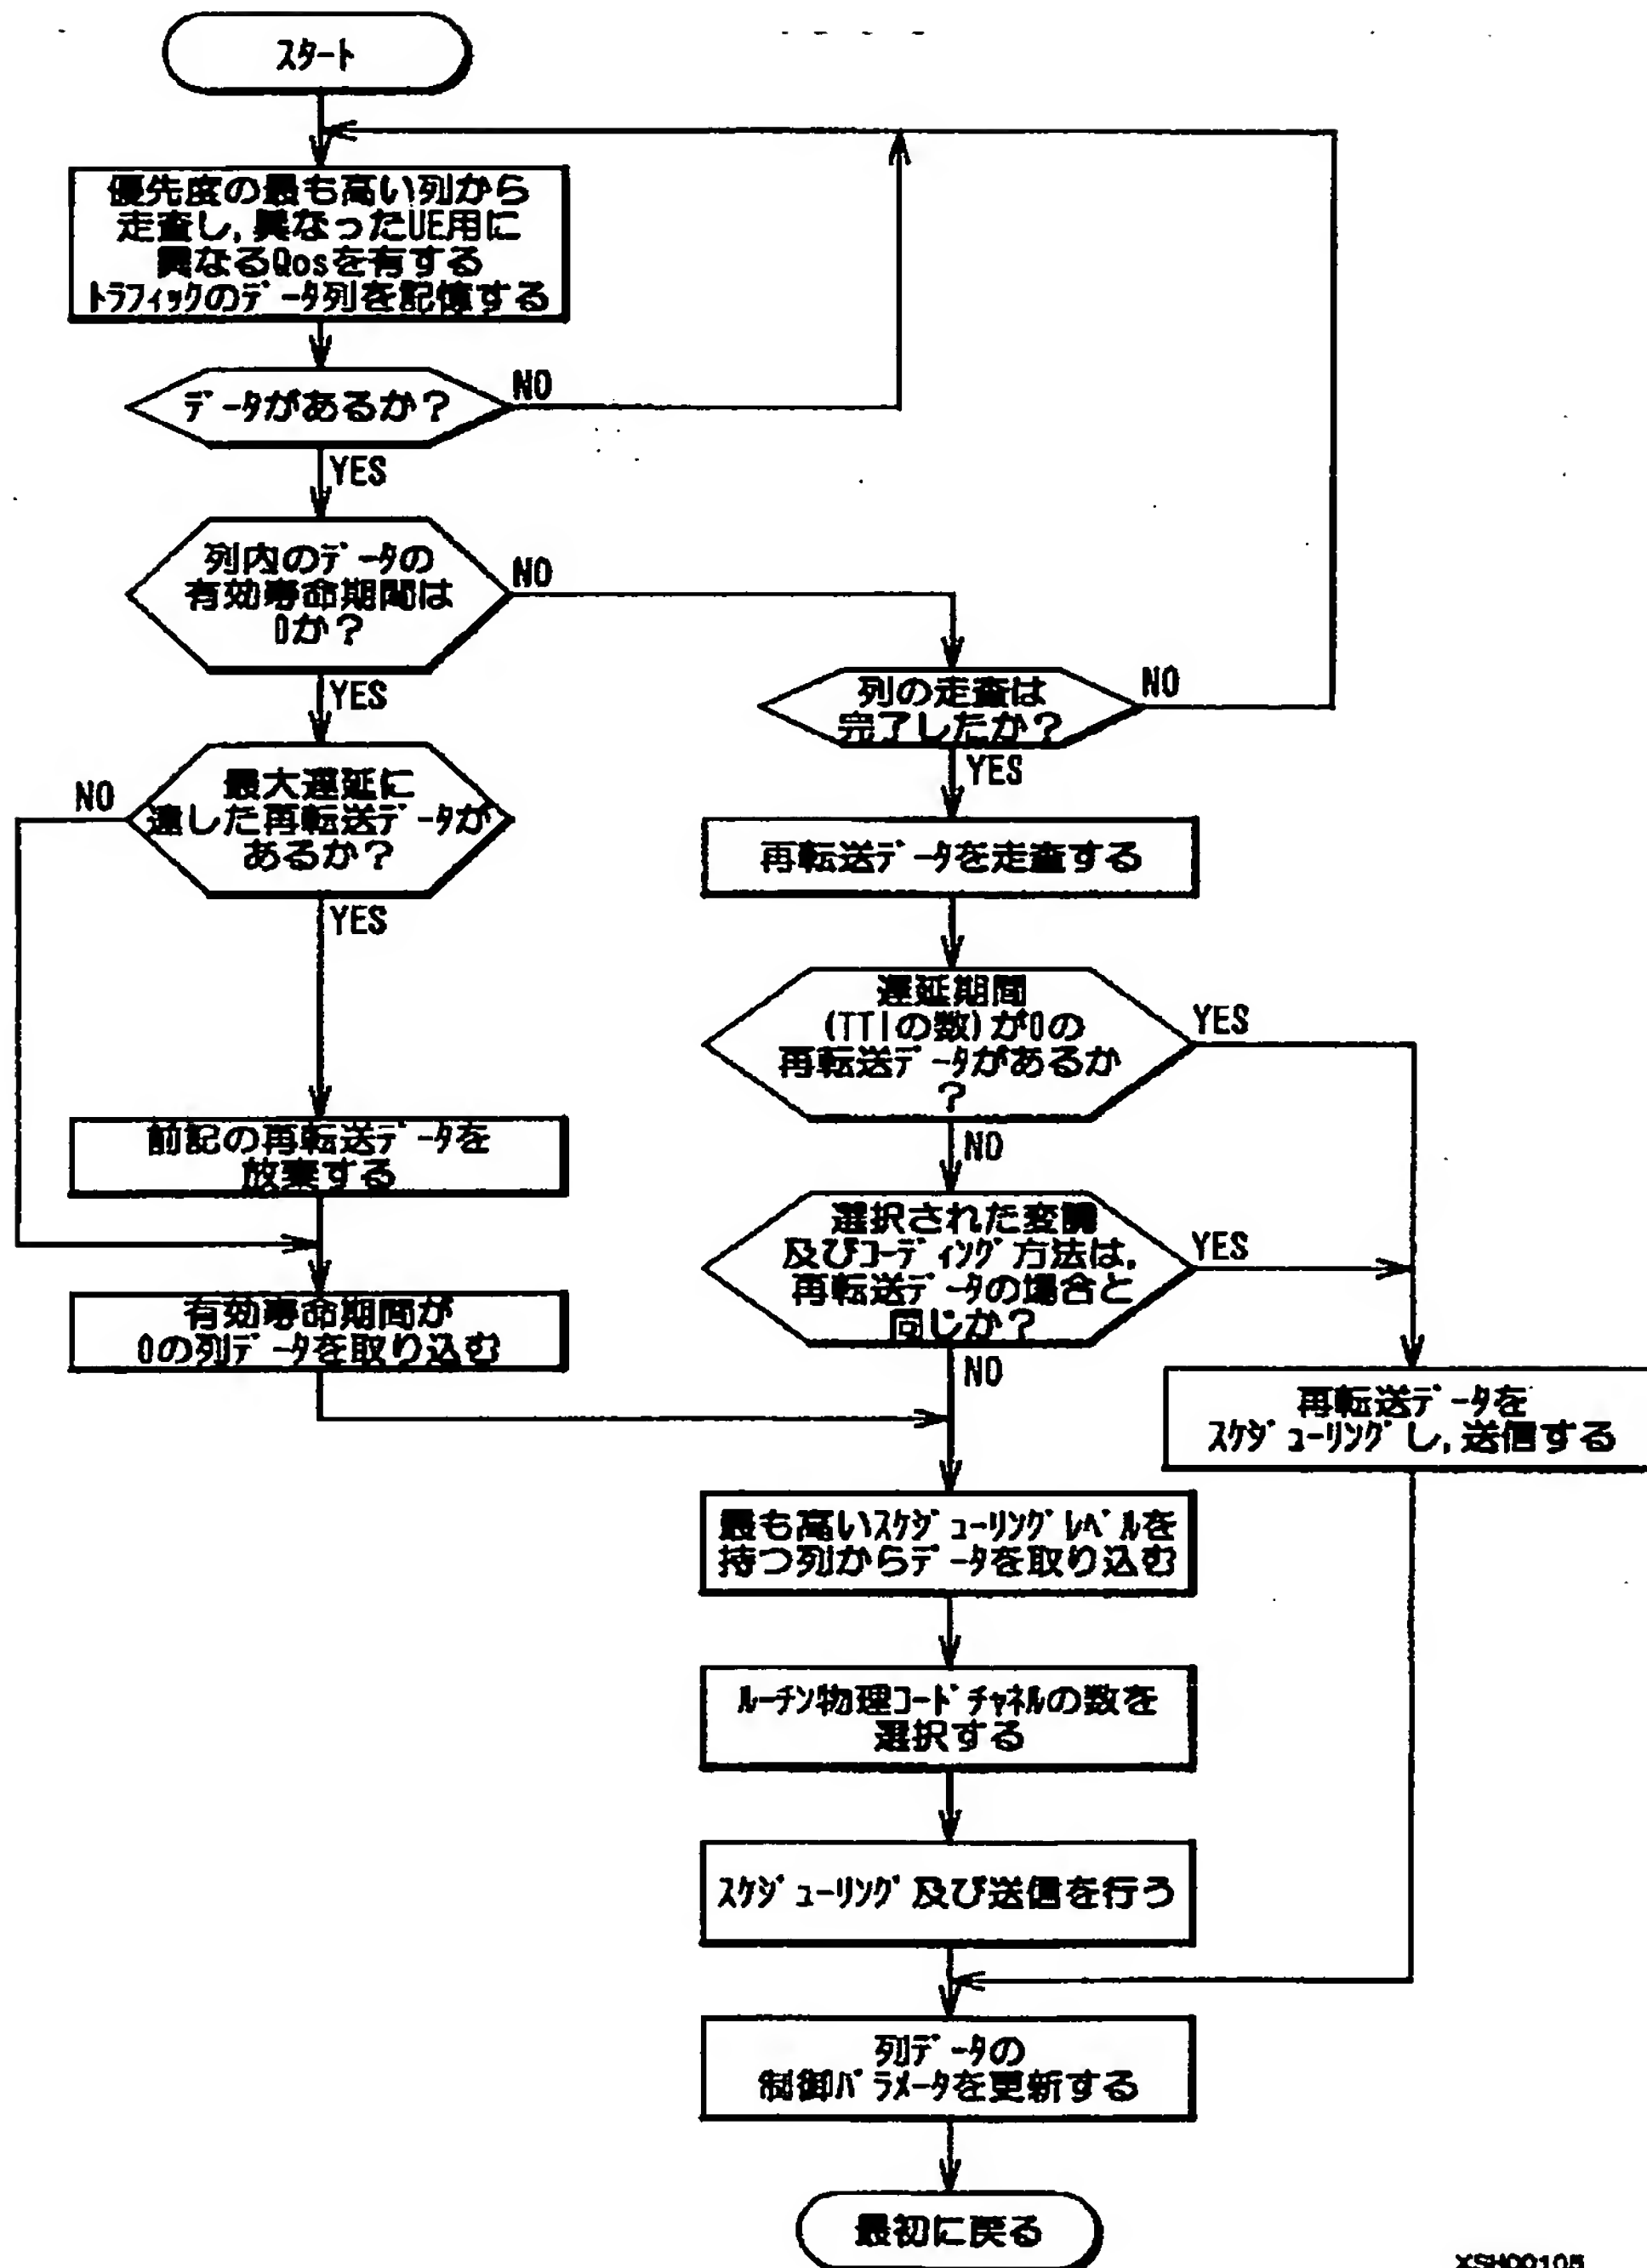 スタート
優先度の最も高い列から
走査し,異なったUE用に
異なるQosを有する
トラフィックのデータ列を記憶する
データがあるか?
NO
YES
列内のデータの
有効寿命期間は
0か?
NO
YES
列の走査は
完了したか?
NO
YES
最大遅延に
達した再転送データが
あるか?
NO
YES
再転送データを走査する
遅延期間
(TTIの数)が0の
再転送データがあるか
?
YES
NO
前記の再転送データを
放棄する
選択された変調
及びコーディング方法は,
再転送データの場合と
同じか?
YES
NO
有効寿命期間が
0の列データを取り込む
再転送データを
スケジューリングし,送信する
最も高いスケジューリングレベルを
持つ列からデータを取り込む
ルーチン物理コードチャネルの数を
選択する
スケジューリング及び送信を行う
列データの
制御パラメータを更新する
最初に戻る
XSH00105